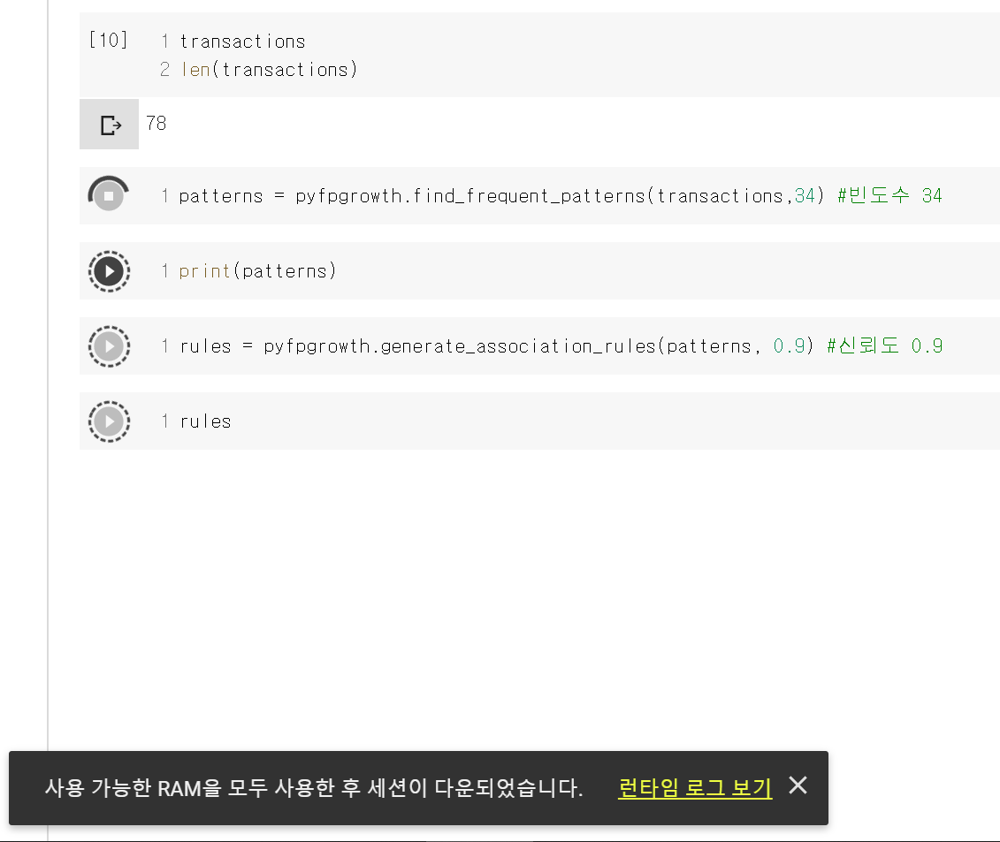 [10] 1 transactions
2 len(transactions)
78
1 patterns = pyfpgrowth.find_frequent_patterns(transactions,34) #빈도수 34
1 print(patterns)
1 rules = pyfpgrowth.generate_association_rules(patterns, 0.9) #신뢰도 0.9
1 rules
사용 가능한 RAM을 모두 사용한 후 세션이 다운되었습니다. 런타임 로그 보기